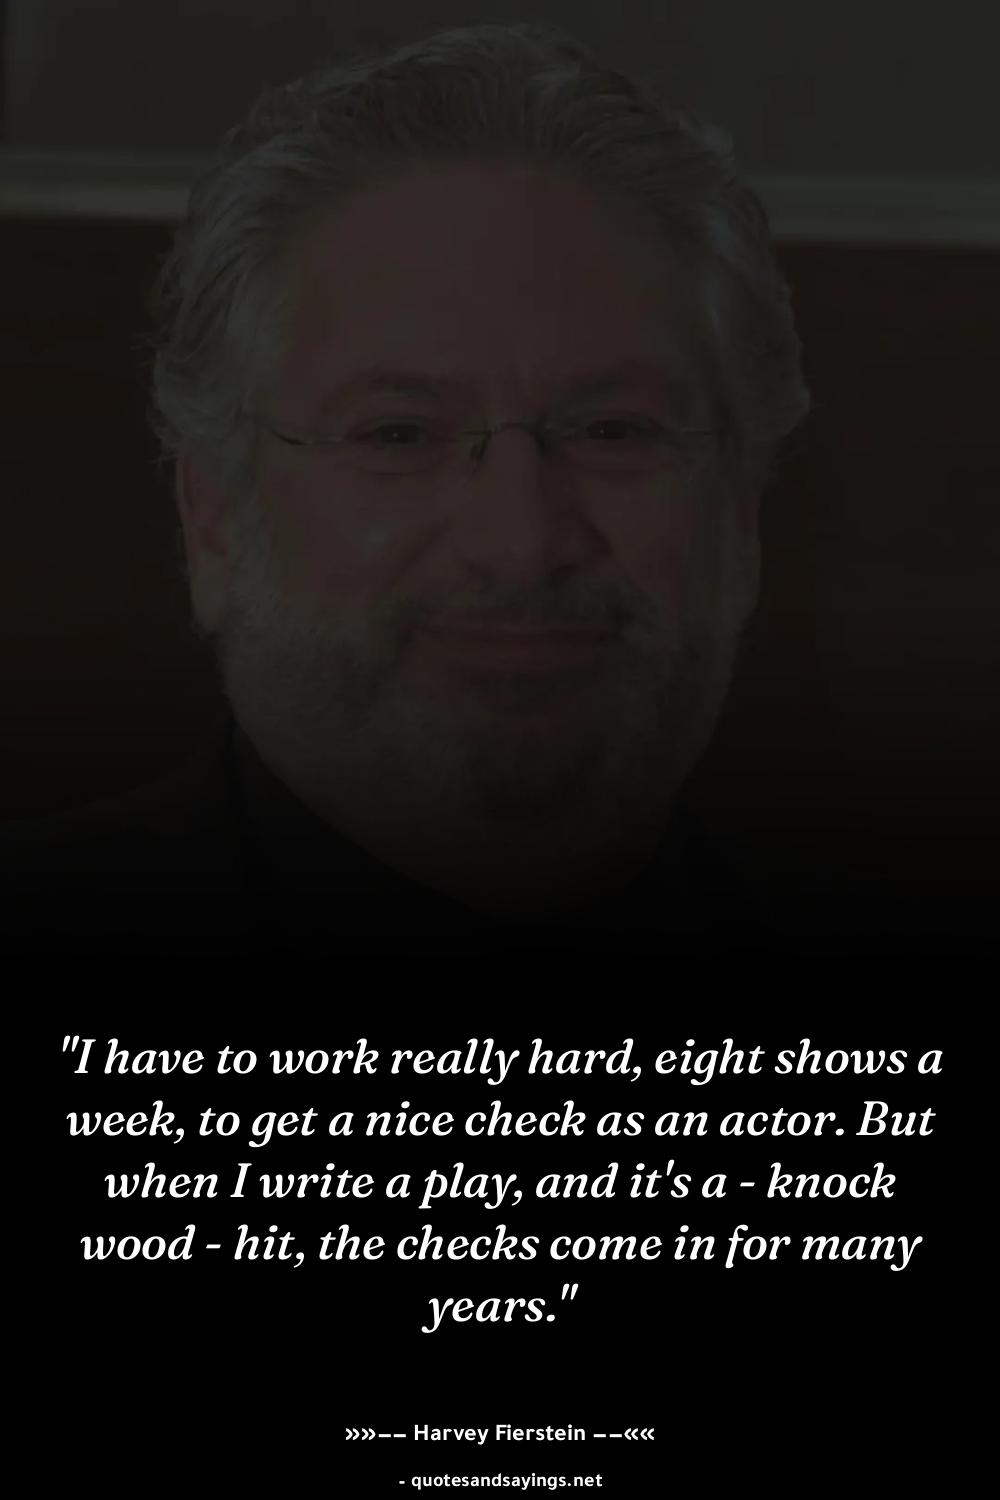 "I have to work really hard, eight shows a
week, to get a nice check as an actor. But
when I write a play, and it's a - knock
wood - hit, the checks come in for many
years."
»»–– Harvey Fierstein ––««
- quotesandsayings.net